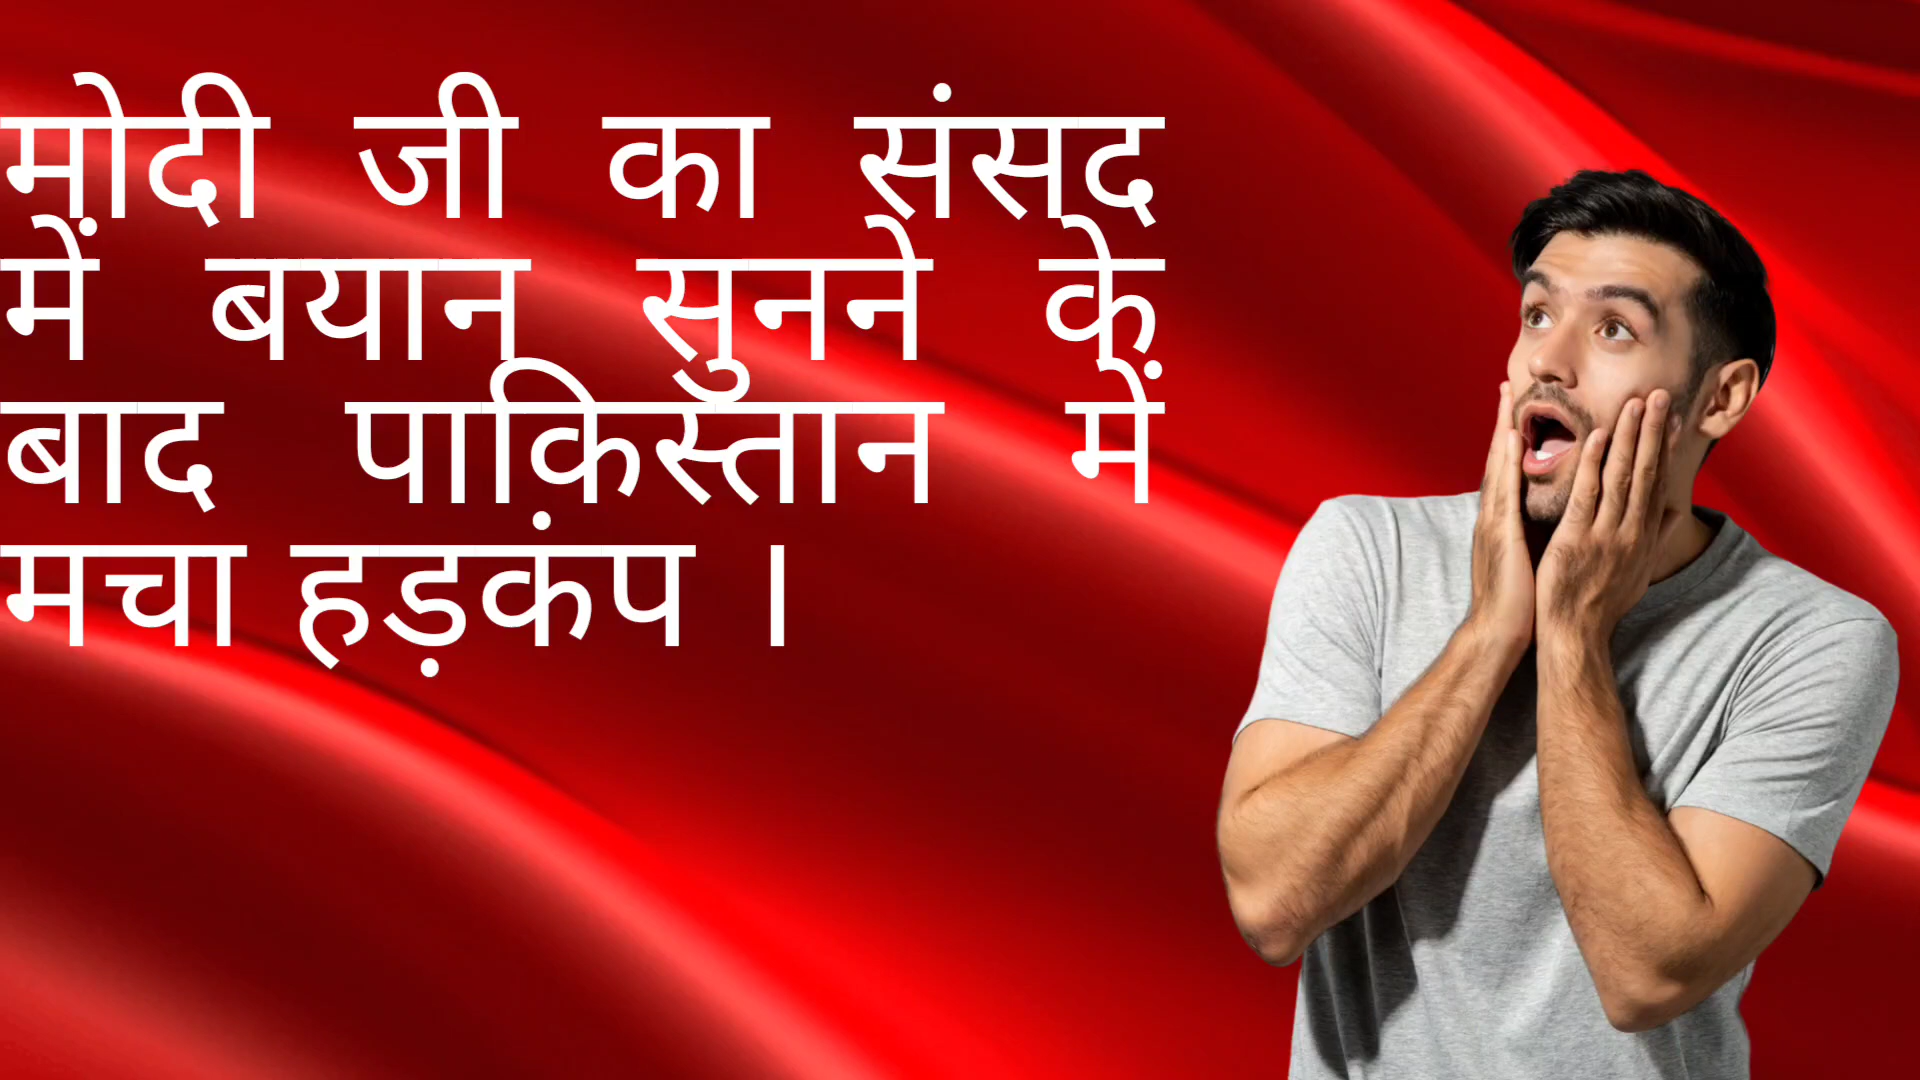 मोदी जी का संसद
में बयान सुनने के
बाद पाकिस्तान में
मचा हड़कंप ।